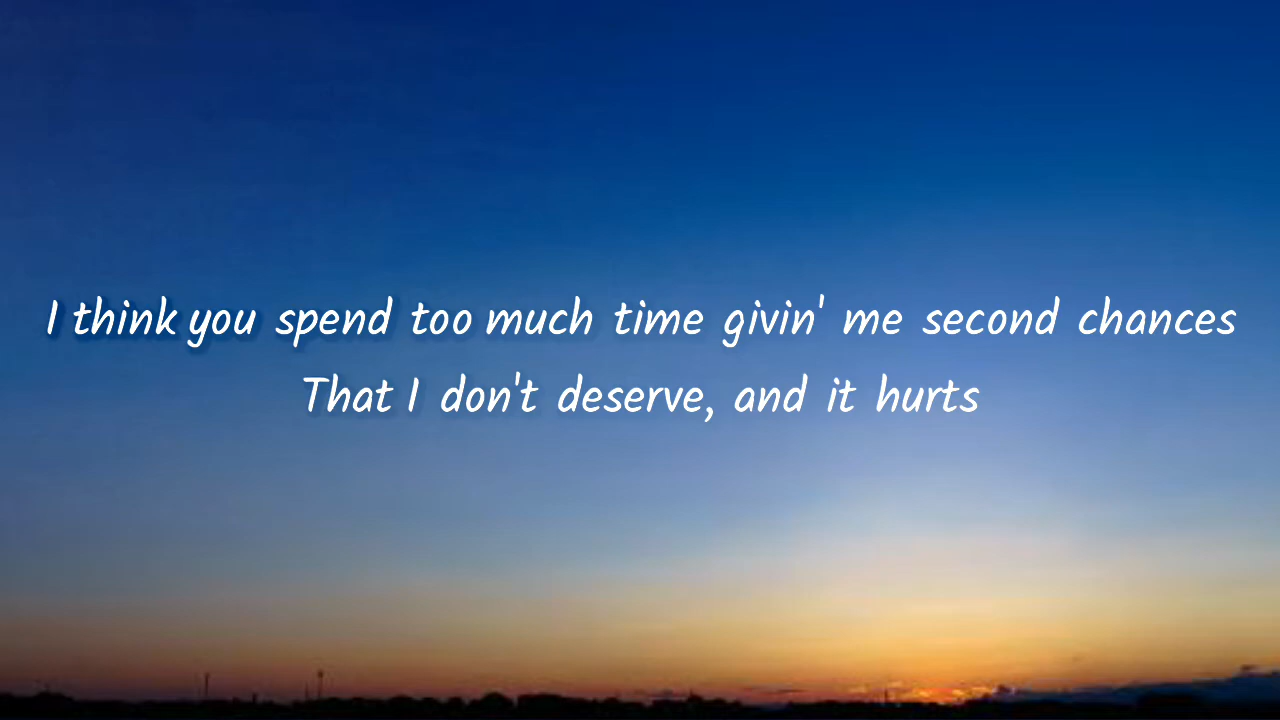 I think you spend too much time givin' me second chances
That I don't deserve, and it hurts